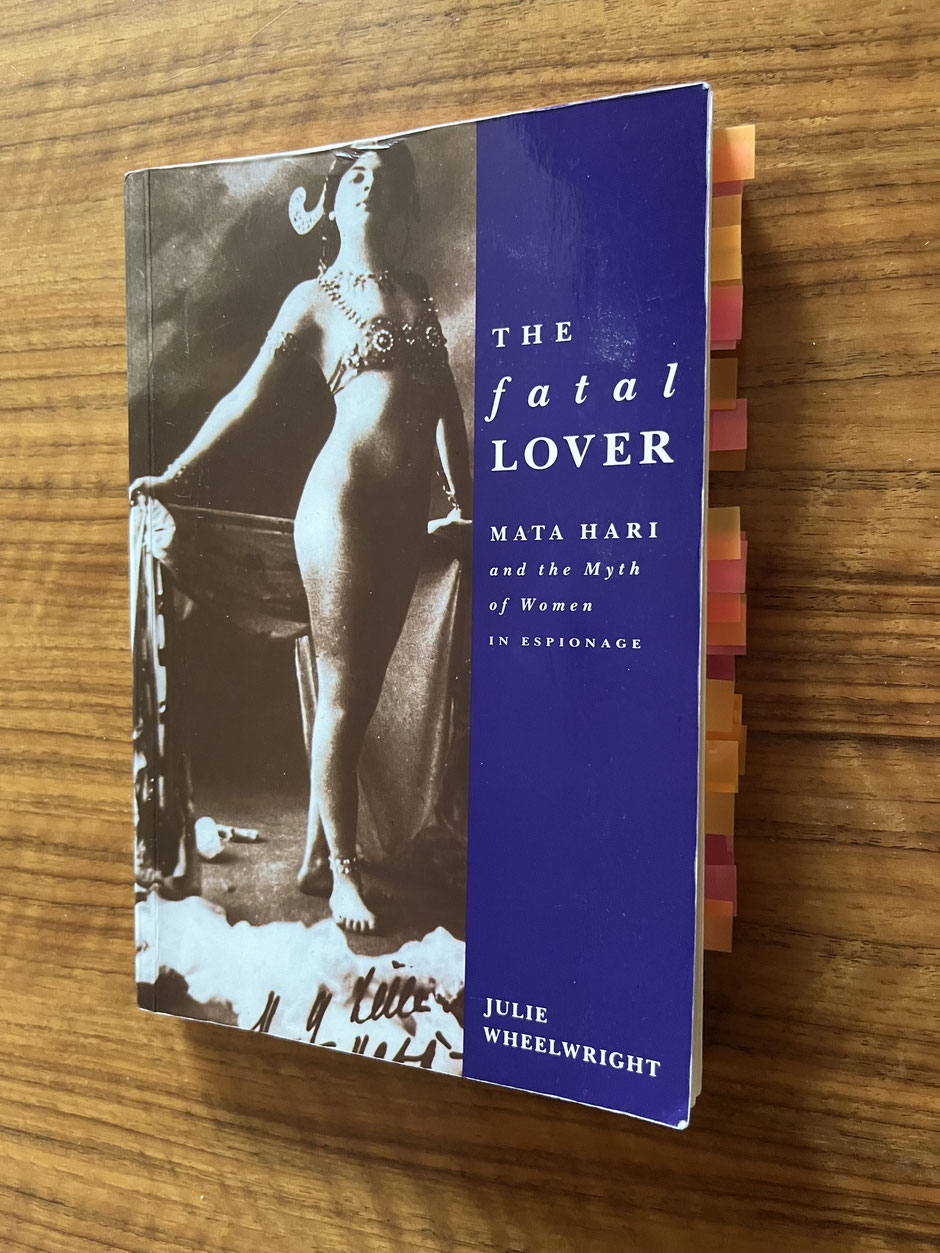 THE
fatal
LOVER
MATA HARI
and the Myth
of Women
IN ESPIONAGE
JULIE
WHEELWRIGHT